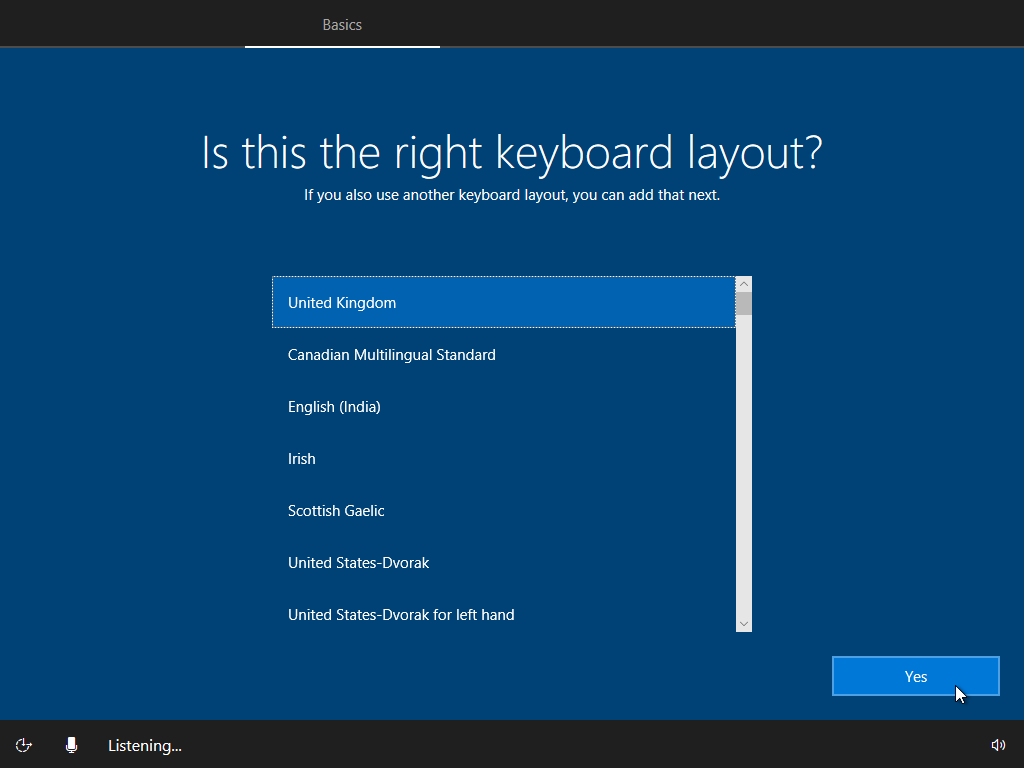 Basics
Is this the right keyboard layout?
If you also use another keyboard layout, you can add that next.
United Kingdom
Canadian Multilingual Standard
English (India)
Irish
Scottish Gaelic
United States-Dvorak
United States-Dvorak for left hand
Yes
Listening...